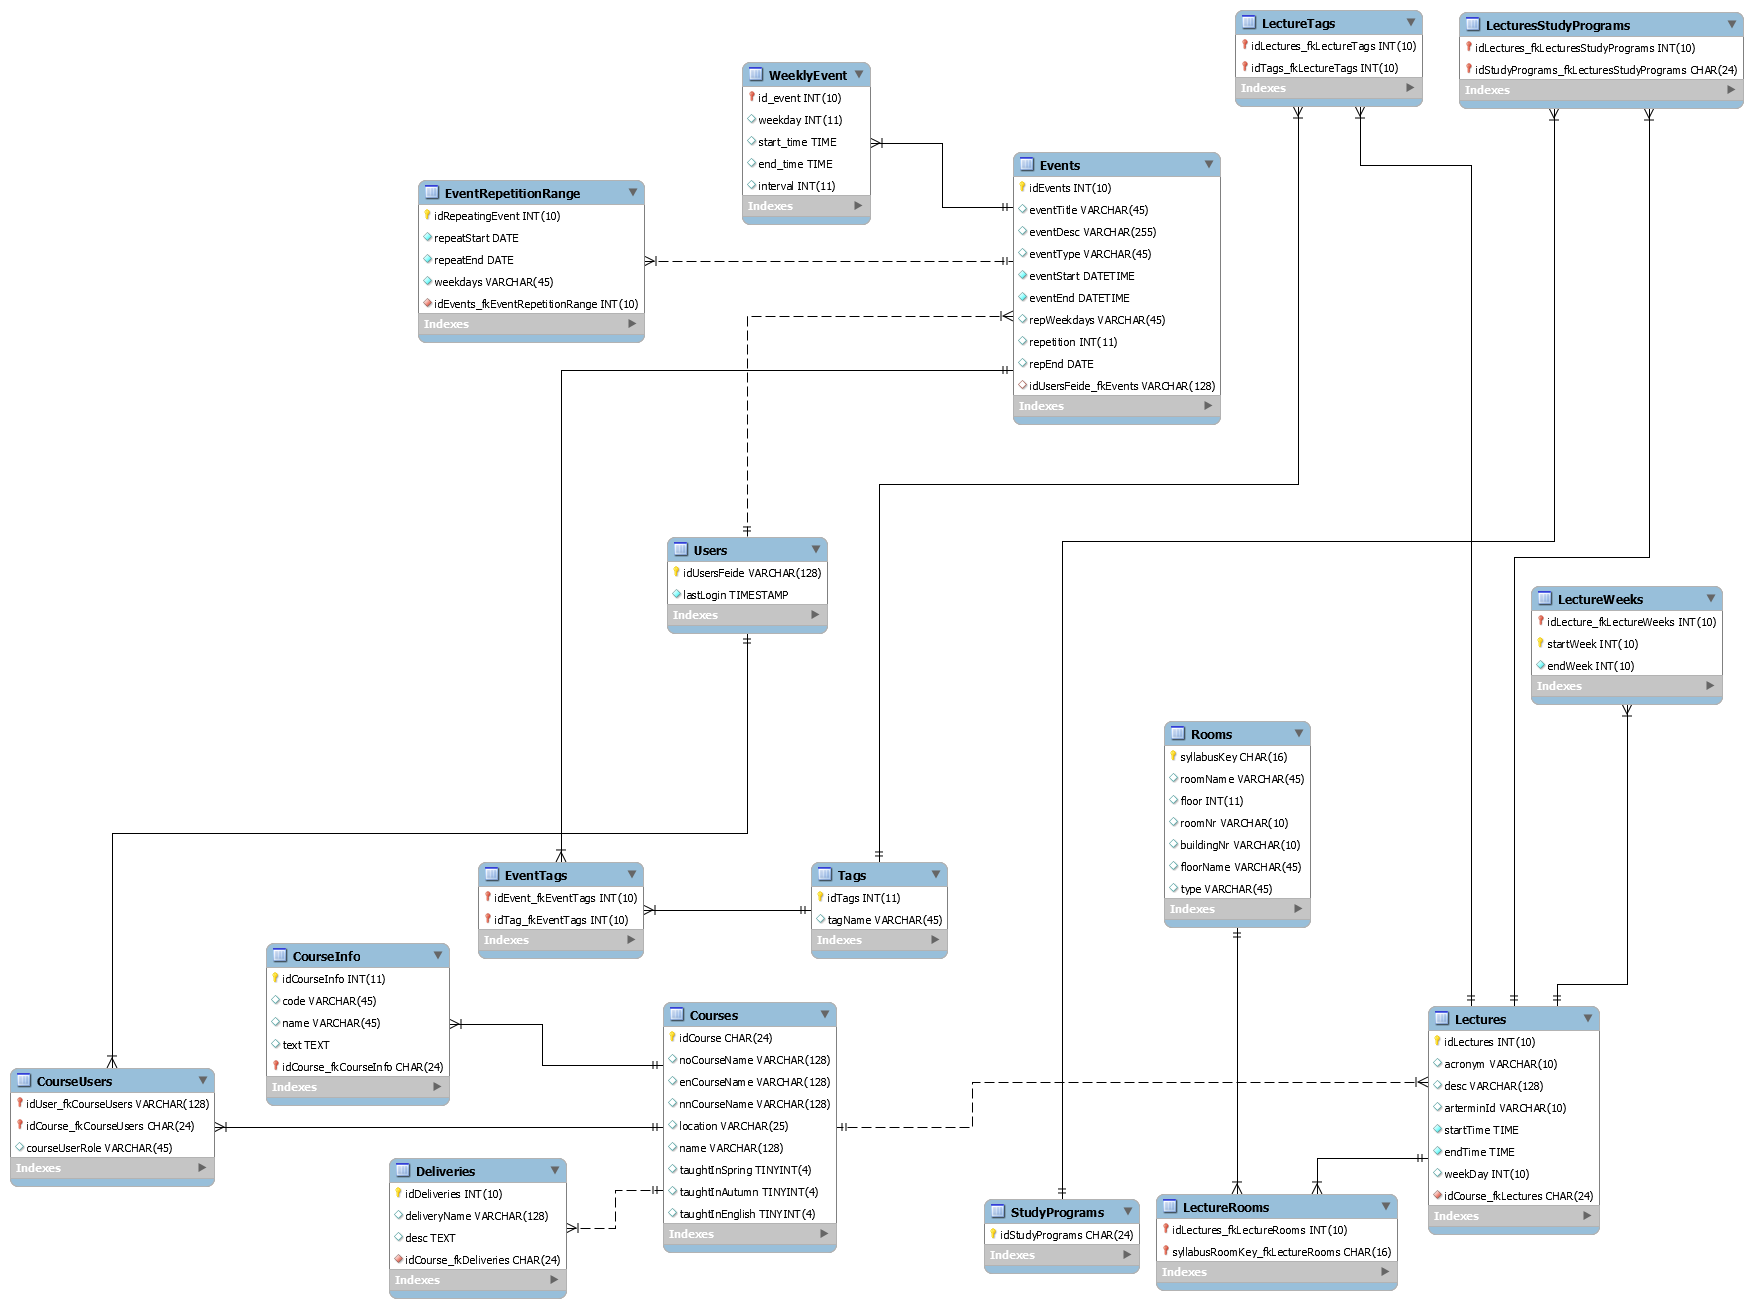 LectureTags
idLectures_fkLectureTags INT(10)
idTags_fkLectureTags INT(10)
Indexes
LecturesStudyPrograms
idLectures_fkLecturesStudyPrograms INT(10)
idStudyPrograms_fkLecturesStudyPrograms CHAR(24)
Indexes
WeeklyEvent
id_event INT(10)
weekday INT(11)
start_time TIME
end_time TIME
interval INT(11)
Indexes
Events
idEvents INT(10)
eventTitle VARCHAR(45)
eventDesc VARCHAR(255)
eventType VARCHAR(45)
eventStart DATETIME
eventEnd DATETIME
repWeekdays VARCHAR(45)
repetition INT(11)
repEnd DATE
idUsersFeide_fkEvents VARCHAR(128)
Indexes
EventRepetitionRange
idRepeatingEvent INT(10)
repeatStart DATE
repeatEnd DATE
weekdays VARCHAR(45)
idEvents_fkEventRepetitionRange INT(10)
Indexes
Users
idUsersFeide VARCHAR(128)
lastLogin TIMESTAMP
Indexes
LectureWeeks
idLecture_fkLectureWeeks INT(10)
startWeek INT(10)
endWeek INT(10)
Indexes
Rooms
syllabusKey CHAR(16)
roomName VARCHAR(45)
floor INT(11)
roomNr VARCHAR(10)
buildingNr VARCHAR(10)
floorName VARCHAR(45)
type VARCHAR(45)
Indexes
EventTags
idEvent_fkEventTags INT(10)
idTag_fkEventTags INT(10)
Indexes
Tags
idTags INT(11)
tagName VARCHAR(45)
Indexes
CourseInfo
idCourseInfo INT(11)
code VARCHAR(45)
name VARCHAR(45)
text TEXT
idCourse_fkCourseInfo CHAR(24)
Indexes
Courses
idCourse CHAR(24)
noCourseName VARCHAR(128)
enCourseName VARCHAR(128)
nnCourseName VARCHAR(128)
location VARCHAR(25)
name VARCHAR(128)
taughtInSpring TINYINT(4)
taughtInAutumn TINYINT(4)
taughtInEnglish TINYINT(4)
Indexes
Lectures
idLectures INT(10)
acronym VARCHAR(10)
desc VARCHAR(128)
arterminId VARCHAR(10)
startTime TIME
endTime TIME
weekDay INT(10)
idCourse_fkLectures CHAR(24)
Indexes
CourseUsers
idUser_fkCourseUsers VARCHAR(128)
idCourse_fkCourseUsers CHAR(24)
courseUserRole VARCHAR(45)
Indexes
Deliveries
idDeliveries INT(10)
deliveryName VARCHAR(128)
desc TEXT
idCourse_fkDeliveries CHAR(24)
Indexes
StudyPrograms
idStudyPrograms CHAR(24)
Indexes
LectureRooms
idLectures_fkLectureRooms INT(10)
syllabusRoomKey_fkLectureRooms CHAR(16)
Indexes